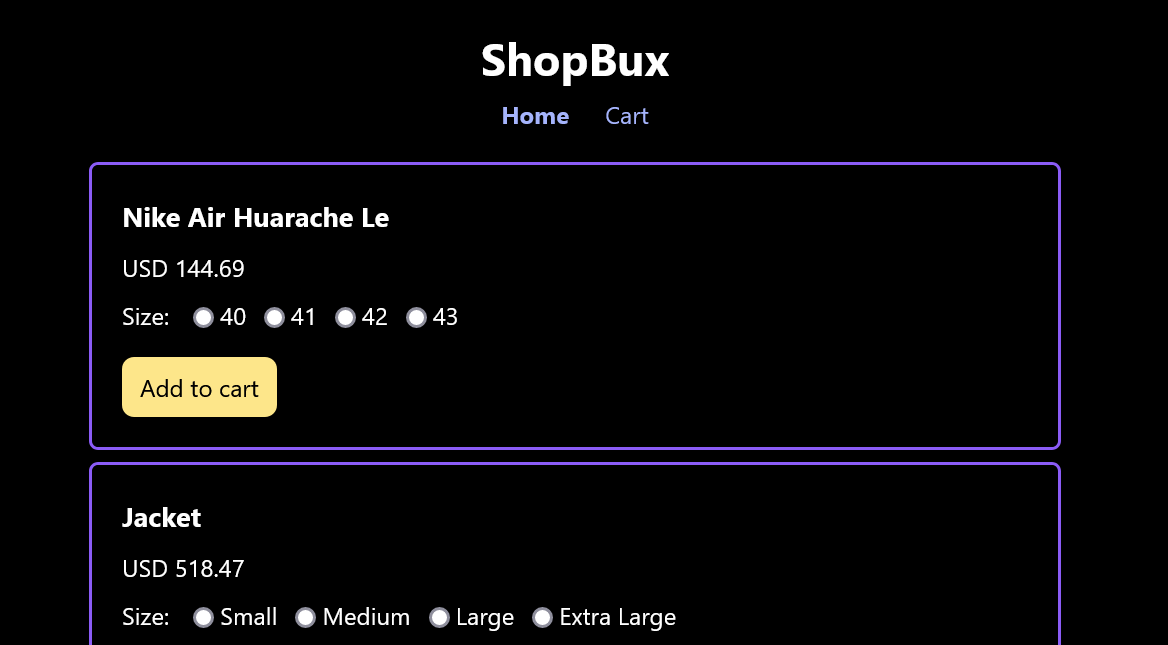 ShopBux
Home Cart
Nike Air Huarache Le
USD 144.69
Size: 40 41 42 43
Add to cart
Jacket
USD 518.47
Size: Small Medium Large Extra Large